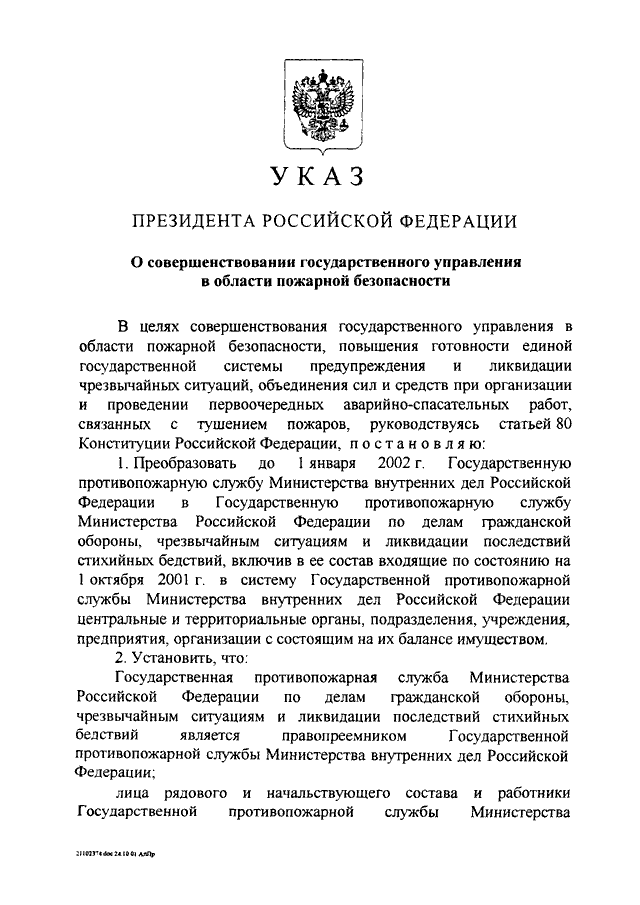 УКАЗ
ПРЕЗИДЕНТА РОССИЙСКОЙ ФЕДЕРАЦИИ
О совершенствовании государственного управления
в области пожарной безопасности
В целях совершенствования государственного управления в
области пожарной безопасности, повышения готовности единой
государственной системы предупреждения и ликвидации
чрезвычайных ситуаций, объединения сил и средств при организации
и проведении первоочередных аварийно-спасательных работ,
связанных с тушением пожаров, руководствуясь статьей 80
Конституции Российской Федерации, постановляю:
1. Преобразовать до 1 января 2002 г. Государственную
противопожарную службу Министерства внутренних дел Российской
Федерации в Государственную противопожарную службу
Министерства Российской Федерации по делам гражданской
обороны, чрезвычайным ситуациям и ликвидации последствий
стихийных бедствий, включив в ее состав входящие по состоянию на
1 октября 2001 г. в систему Государственной противопожарной
службы Министерства внутренних дел Российской Федерации
центральные и территориальные органы, подразделения, учреждения,
предприятия, организации с состоящим на их балансе имуществом.
2. Установить, что:
Государственная противопожарная служба Министерства
Российской Федерации по делам гражданской обороны,
чрезвычайным ситуациям и ликвидации последствий стихийных
бедствий является правопреемником Государственной
противопожарной службы Министерства внутренних дел Российской
Федерации;
лица рядового и начальствующего состава и работники
Государственной противопожарной службы Министерства
21102374.doc 24.10.01 АлПр